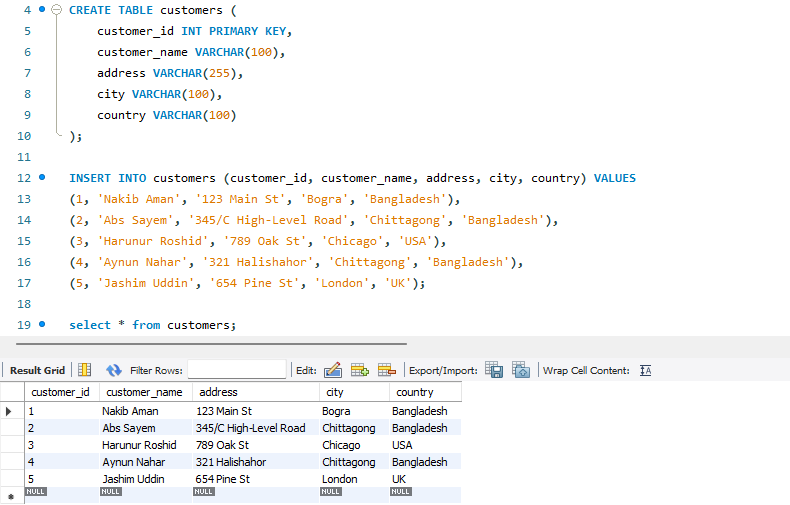 4 CREATE TABLE customers (
5 customer_id INT PRIMARY KEY,
6 customer_name VARCHAR(100),
7 address VARCHAR(255),
8 city VARCHAR(100),
9 country VARCHAR(100)
10 );
11
12 INSERT INTO customers (customer_id, customer_name, address, city, country) VALUES
13 (1, 'Nakib Aman', '123 Main St', 'Bogra', 'Bangladesh'),
14 (2, 'Abs Sayem', '345/C High-Level Road', 'Chittagong', 'Bangladesh'),
15 (3, 'Harunur Roshid', '789 Oak St', 'Chicago', 'USA'),
16 (4, 'Aynun Nahar', '321 Halishahor', 'Chittagong', 'Bangladesh'),
17 (5, 'Jashim Uddin', '654 Pine St', 'London', 'UK');
18
19 select * from customers;
Result Grid Filter Rows: Edit: Export/Import: Wrap Cell Content: IA
customer_id customer_name address city country
1 Nakib Aman 123 Main St Bogra Bangladesh
2 Abs Sayem 345/C High-Level Road Chittagong Bangladesh
3 Harunur Roshid 789 Oak St Chicago USA
4 Aynun Nahar 321 Halishahor Chittagong Bangladesh
5 Jashim Uddin 654 Pine St London UK
NULL NULL NULL NULL NULL